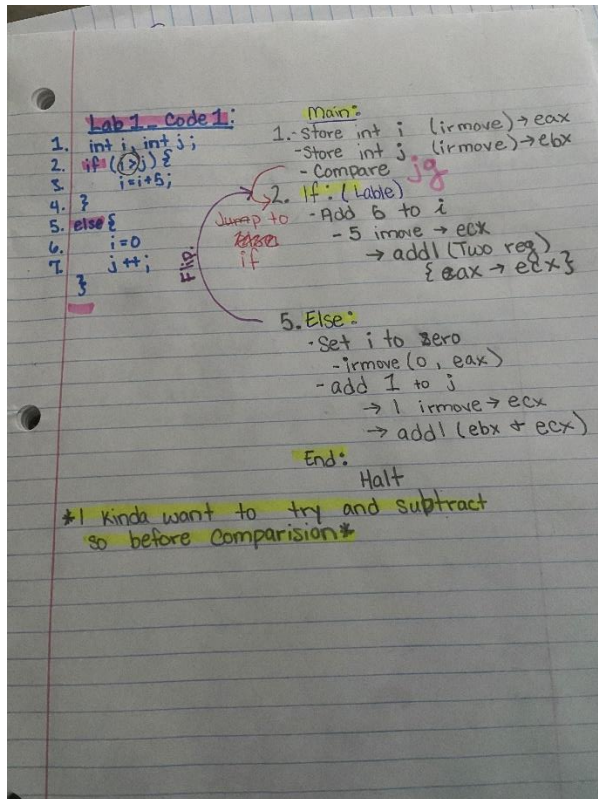 Lab 1 - Code 1:
1. int i, int j;
2. if (i>j) {
3. i=i+5;
4. }
5. else {
6. i=0
7. j++;
}
Main:
1.-Store int i (irmove)→eax
-Store int j (irmove)→ebx
- Compare jg
2. If: (Lable)
Jump to
if
- Add 5 to i
- 5 imove → ecx
→ addl (Two reg)
{ eax → ecx}
Flip.
5. Else:
- Set i to zero
- irmove (0, eax)
- add 1 to j
→ 1 irmove → ecx
→ addl (ebx + ecx)
End:
Halt
*I Kinda want to try and subtract
so before comparision*